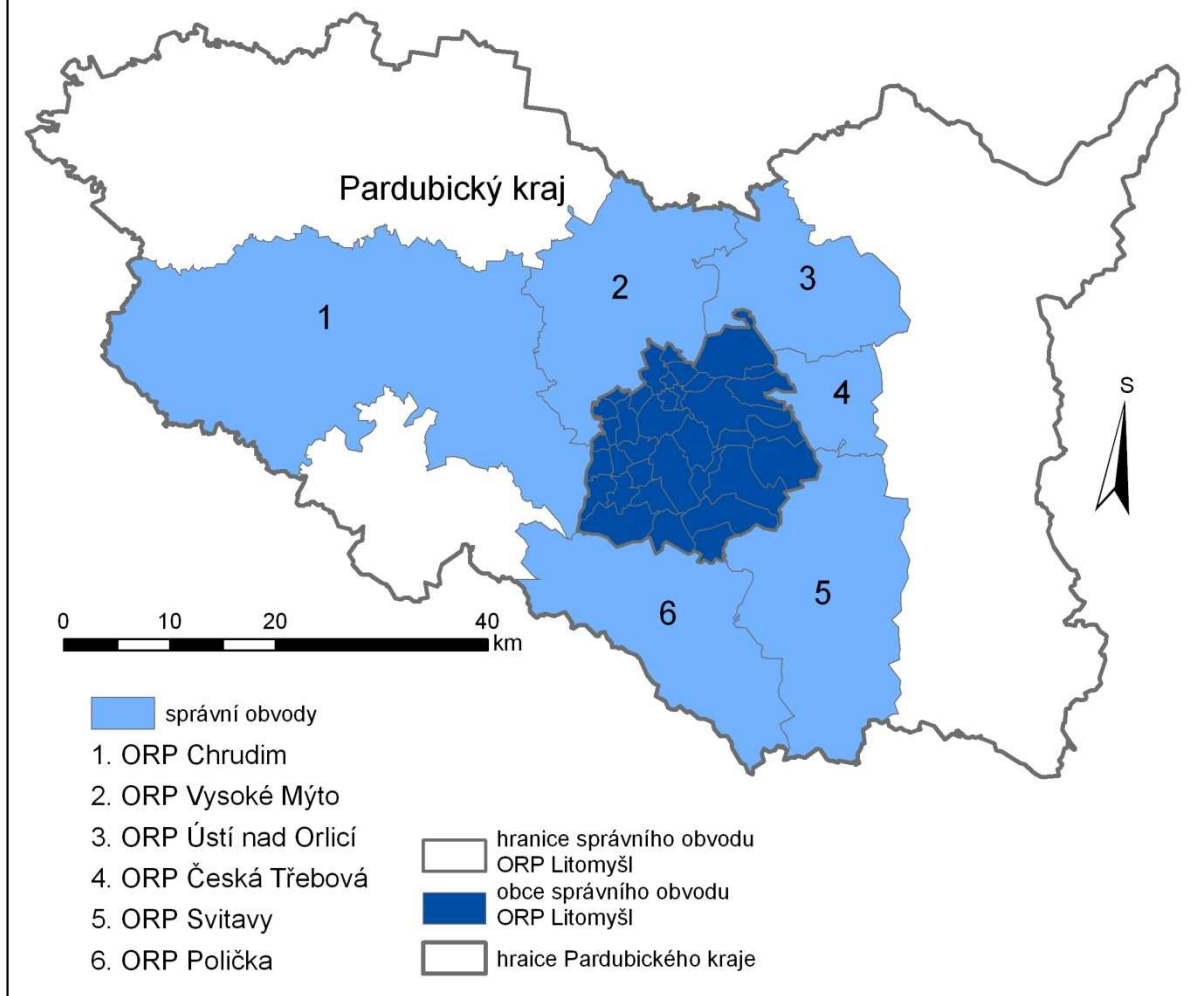 Pardubický kraj
1
2
3
4
5
6
S
0 10 20 40
km
správní obvody
1. ORP Chrudim
2. ORP Vysoké Mýto
3. ORP Ústí nad Orlicí
4. ORP Česká Třebová
5. ORP Svitavy
6. ORP Polička
hranice správního obvodu
ORP Litomyšl
obce správního obvodu
ORP Litomyšl
hraice Pardubického kraje